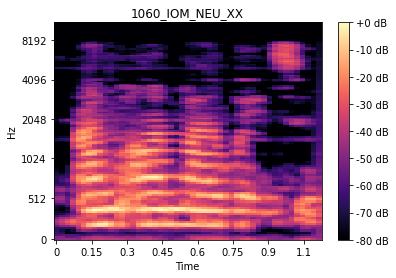 1060_IOM_NEU_XX
+0 dB
8192
-10 dB
4096
-20 dB
-30 dB
2048
Hz
-40 dB
1024
-50 dB
512
-60 dB
-70 dB
0
-80 dB
0 0.15 0.3 0.45 0.6 0.75 0.9 1.1
Time